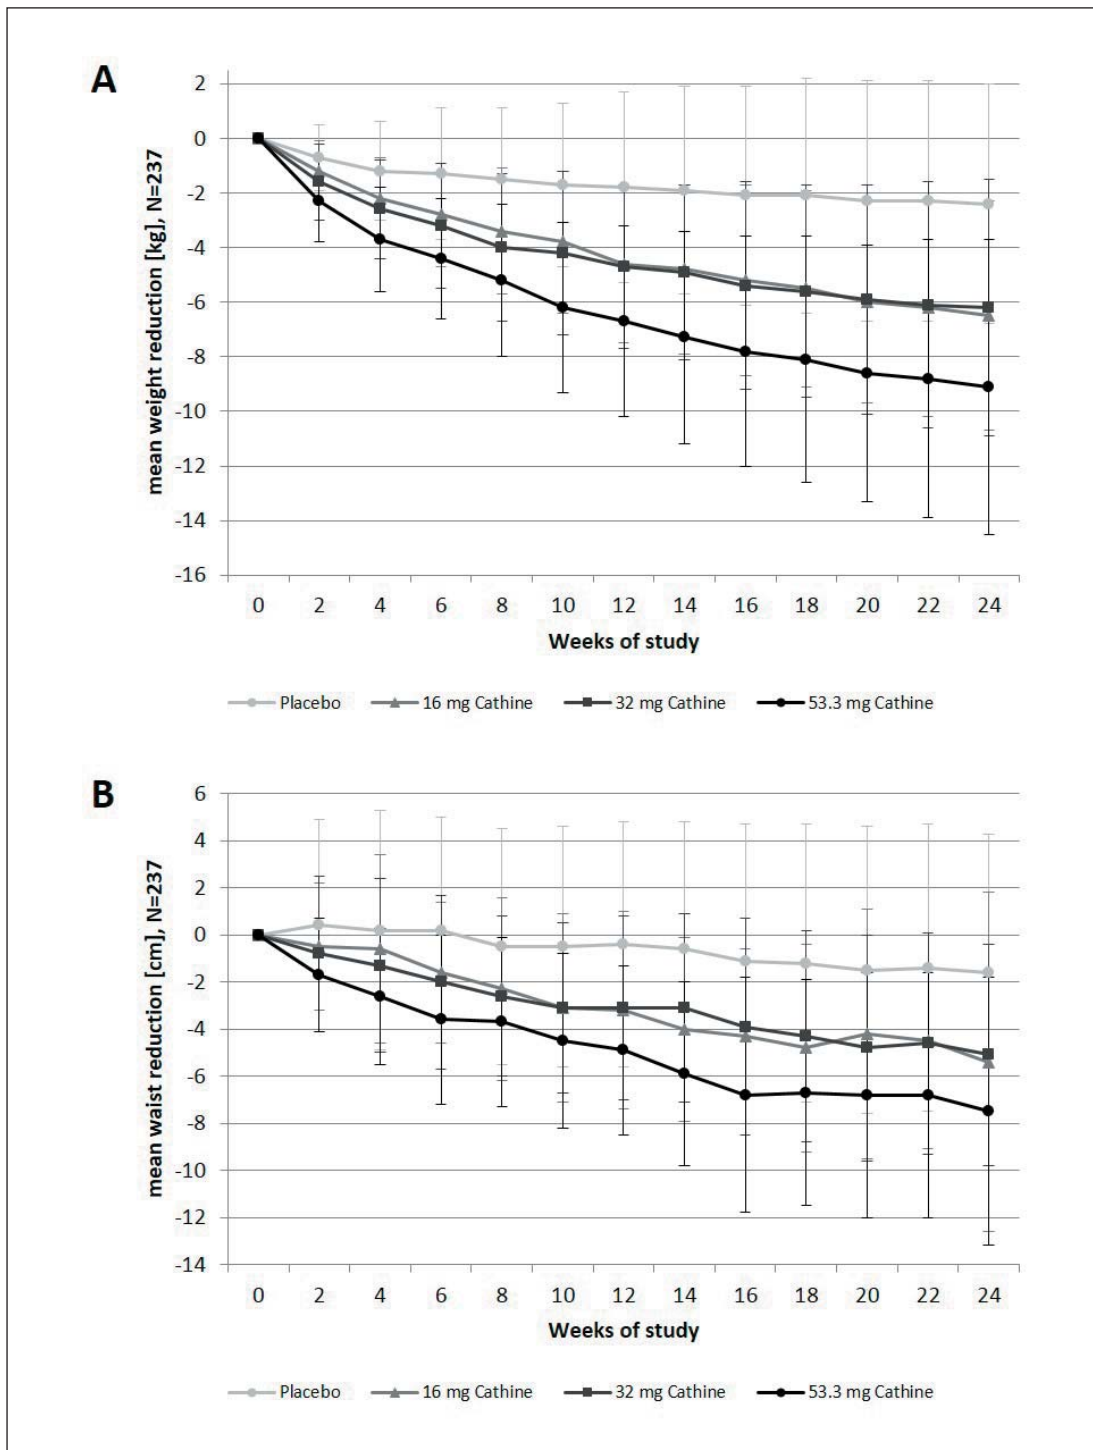 A
mean weight reduction [kg], N=237
2
0
-2
-4
-6
-8
-10
-12
-14
-16
0 2 4 6 8 10 12 14 16 18 20 22 24
Weeks of study
Placebo 16 mg Cathine 32 mg Cathine 53.3 mg Cathine
B
mean waist reduction [cm], N=237
6
4
2
0
-2
-4
-6
-8
-10
-12
-14
0 2 4 6 8 10 12 14 16 18 20 22 24
Weeks of study
Placebo 16 mg Cathine 32 mg Cathine 53.3 mg Cathine